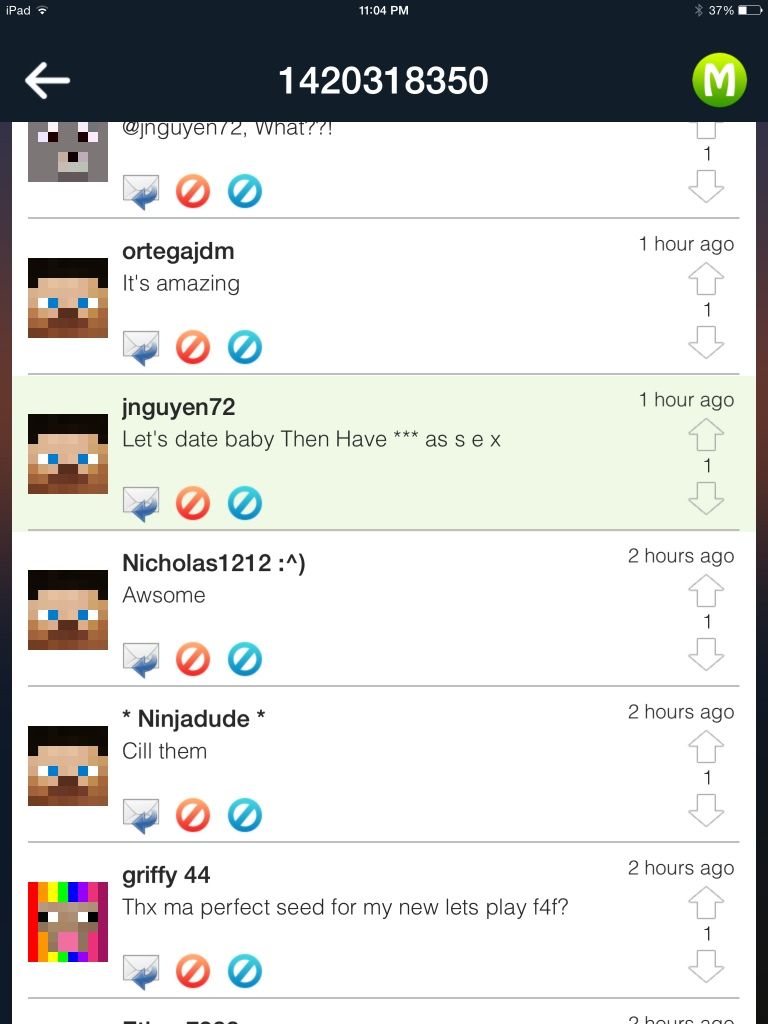 iPad 11:04 PM 37%
1420318350
M
@jnguyen72, What??!
1
ortegajdm 1 hour ago
It's amazing
1
jnguyen72 1 hour ago
Let's date baby Then Have *** as s e x
1
Nicholas1212 :^) 2 hours ago
Awsome
1
* Ninjadude * 2 hours ago
Cill them
1
griffy 44 2 hours ago
Thx ma perfect seed for my new lets play f4f?
1
2 hours ago